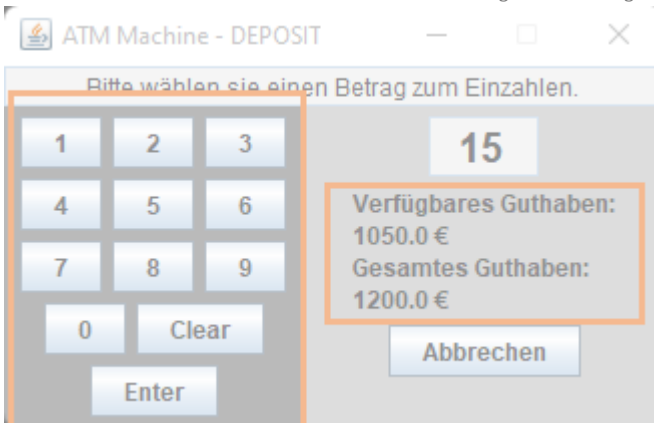 ATM Machine - DEPOSIT
Bitte wählen sie einen Betrag zum Einzahlen.
1 2 3
4 5 6
7 8 9
0 Clear
Enter
15
Verfügbares Guthaben:
1050.0 €
Gesamtes Guthaben:
1200.0 €
Abbrechen